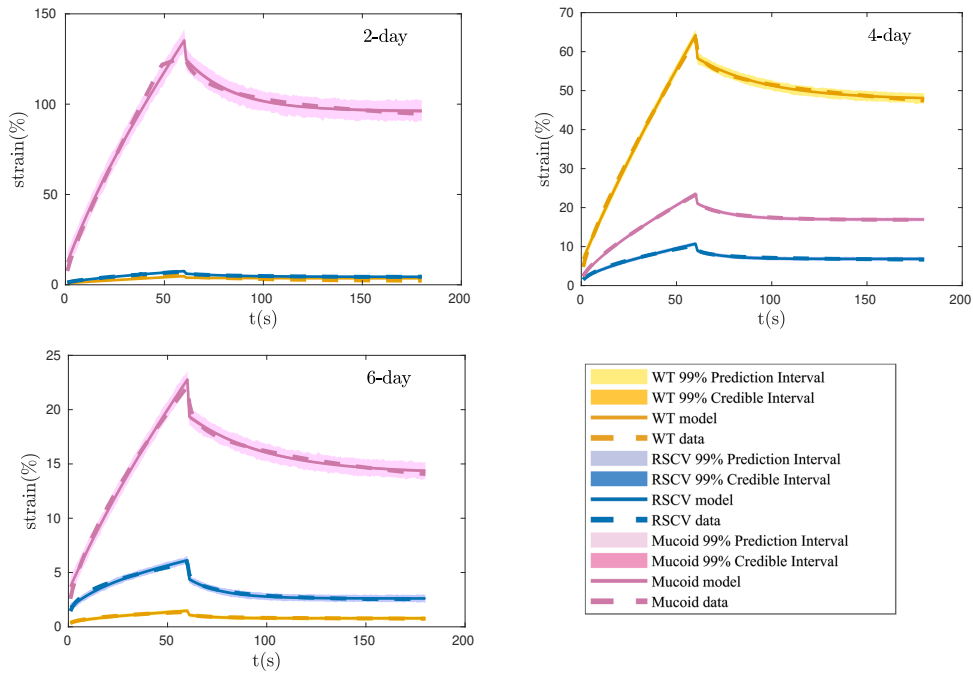 2-day
150
100
50
0
strain(%)
0
50
100
150
200
t(s)
4-day
70
60
50
40
30
20
10
0
strain(%)
0
50
100
150
200
t(s)
6-day
25
20
15
10
5
0
strain(%)
0
50
100
150
200
t(s)
WT 99% Prediction Interval
WT 99% Credible Interval
WT model
WT data
RSCV 99% Prediction Interval
RSCV 99% Credible Interval
RSCV model
RSCV data
Mucoid 99% Prediction Interval
Mucoid 99% Credible Interval
Mucoid model
Mucoid data